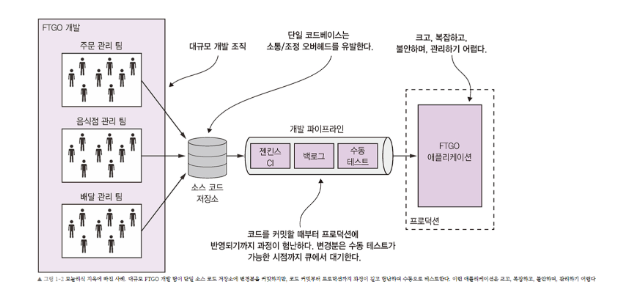 FTGO 개발
주문 관리 팀
음식점 관리 팀
배달 관리 팀
대규모 개발 조직
단일 코드베이스는
소통/조정 오버헤드를 유발한다.
크고, 복잡하고,
불안하며, 관리하기 어렵다.
소스 코드
저장소
개발 파이프라인
젠킨스
CI
백로그
수동
테스트
FTGO
애플리케이션
프로덕션
코드를 커밋할 때부터 프로덕션에
반영되기까지 과정이 험난하다. 변경분은 수동 테스트가
가능한 시점까지 큐에서 대기한다.
▲ 그림 1-2 모놀리식 지옥에 빠진 사례. 대규모 FTGO 개발 팀이 단일 소스 코드 저장소에 변경분을 커밋하지만, 코드 커밋부터 프로덕션까지 과정이 길고 험난하며 수동으로 테스트한다. 이런 애플리케이션은 크고, 복잡하고, 불안하며, 관리하기 어렵다